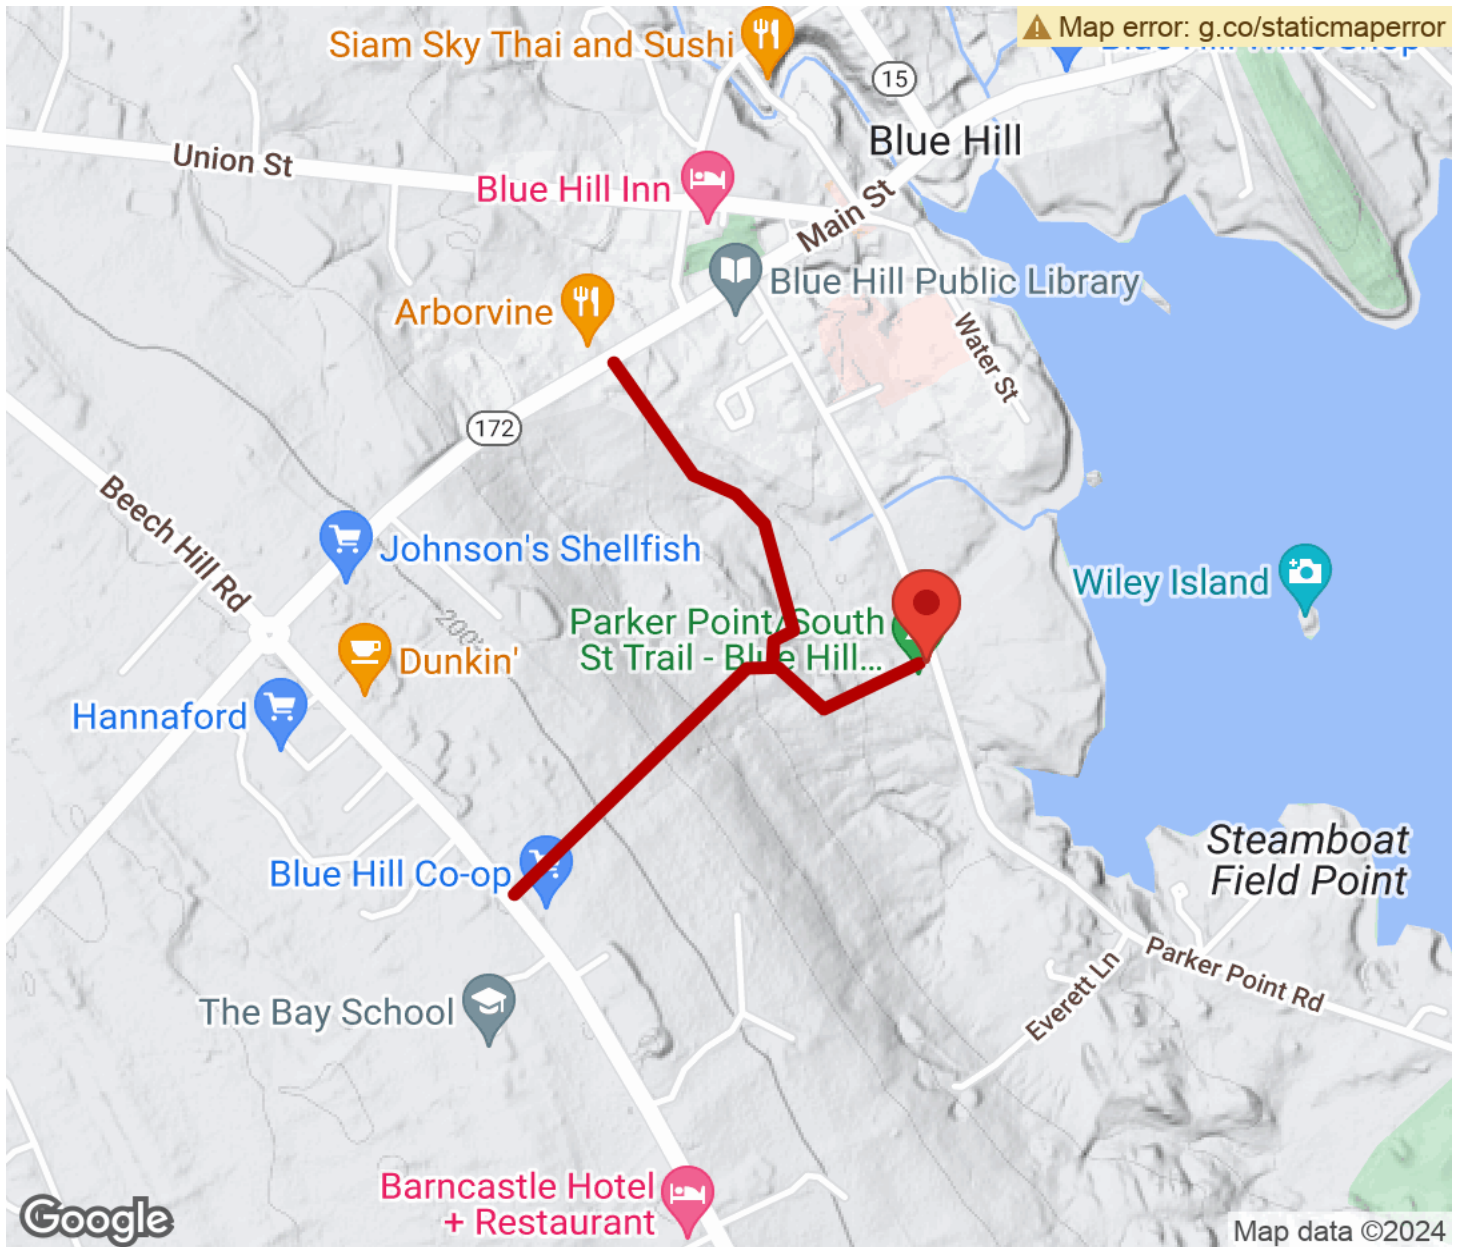 Map error: g.co/staticmaperror
Siam Sky Thai and Sushi
15
Blue Hill
Union St
Blue Hill Inn
Main St
Blue Hill Public Library
Arborvine
Water St
172
Beech Hill Rd
Johnson's Shellfish
Wiley Island
200
Parker Point/South
St Trail - Blue Hill...
Dunkin'
Hannaford
Steamboat
Field Point
Blue Hill Co-op
Parker Point Rd
Everett Ln
The Bay School
Barncastle Hotel
+ Restaurant
Google
Map data ©2024